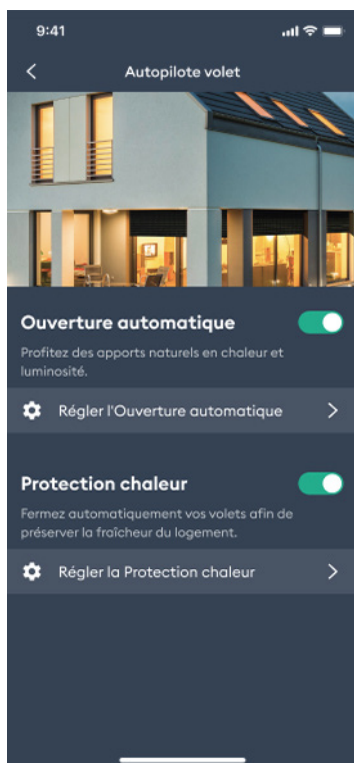 9:41
Autopilote volet
Ouverture automatique
Profitez des apports naturels en chaleur et
luminosité.
Régler l'Ouverture automatique
Protection chaleur
Fermez automatiquement vos volets afin de
préserver la fraîcheur du logement.
Régler la Protection chaleur